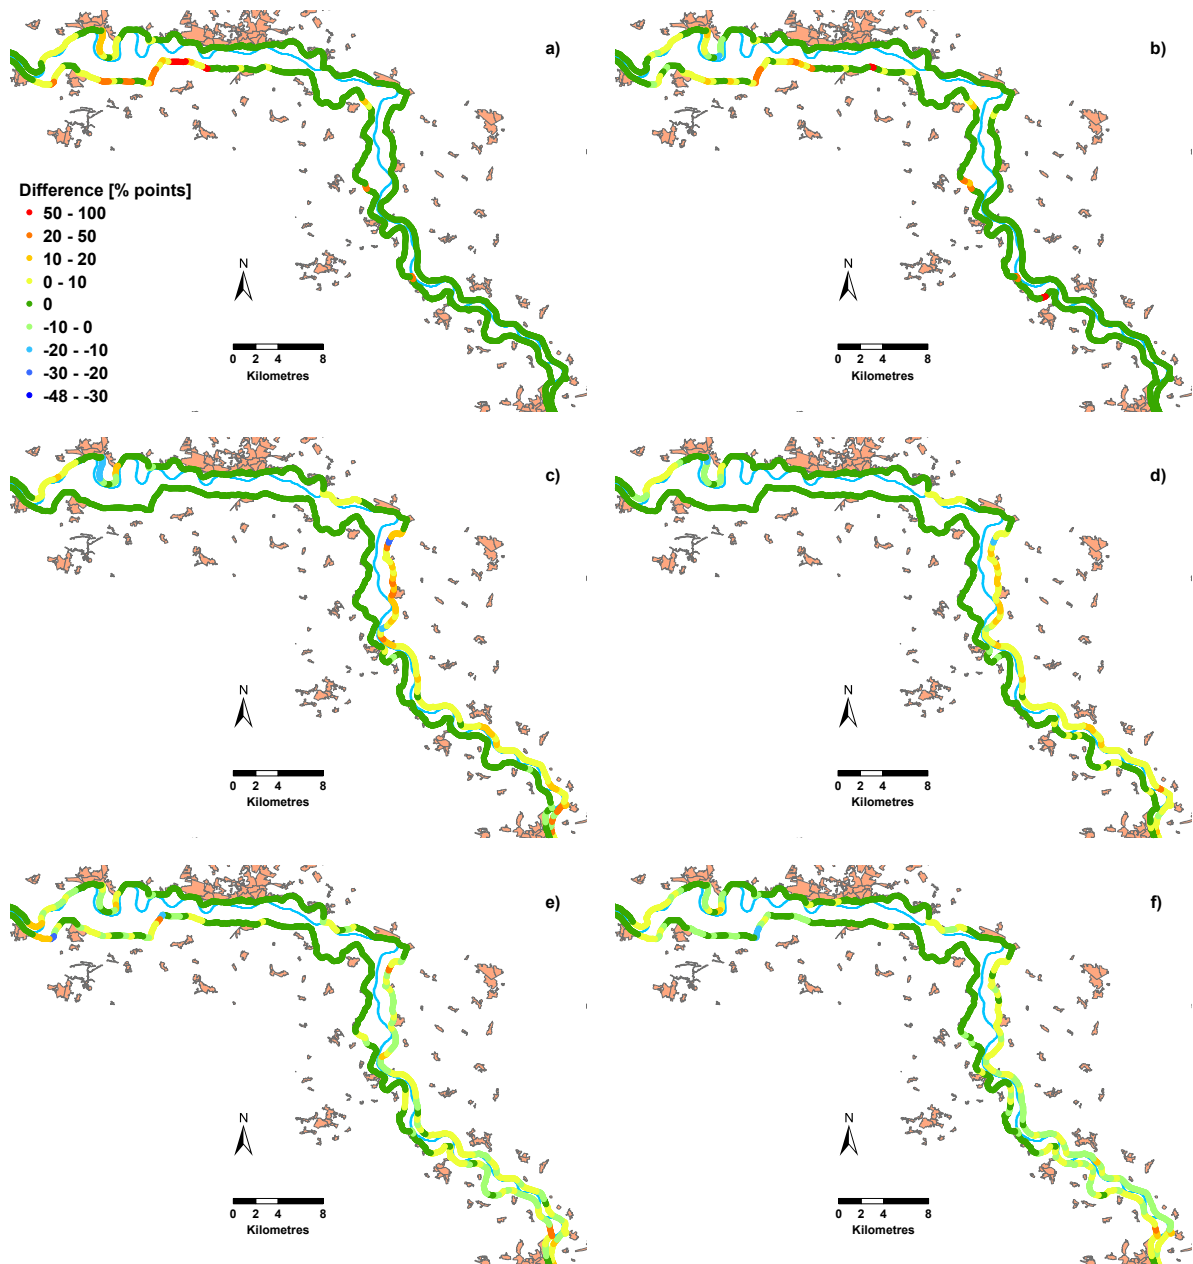 a)
b)
Difference [% points]
50 - 100
20 - 50
10 - 20
0 - 10
0
-10 - 0
-20 - -10
-30 - -20
-48 - -30
N
0 2 4 8
Kilometres
N
0 2 4 8
Kilometres
c)
d)
N
0 2 4 8
Kilometres
N
0 2 4 8
Kilometres
e)
f)
N
0 2 4 8
Kilometres
N
0 2 4 8
Kilometres